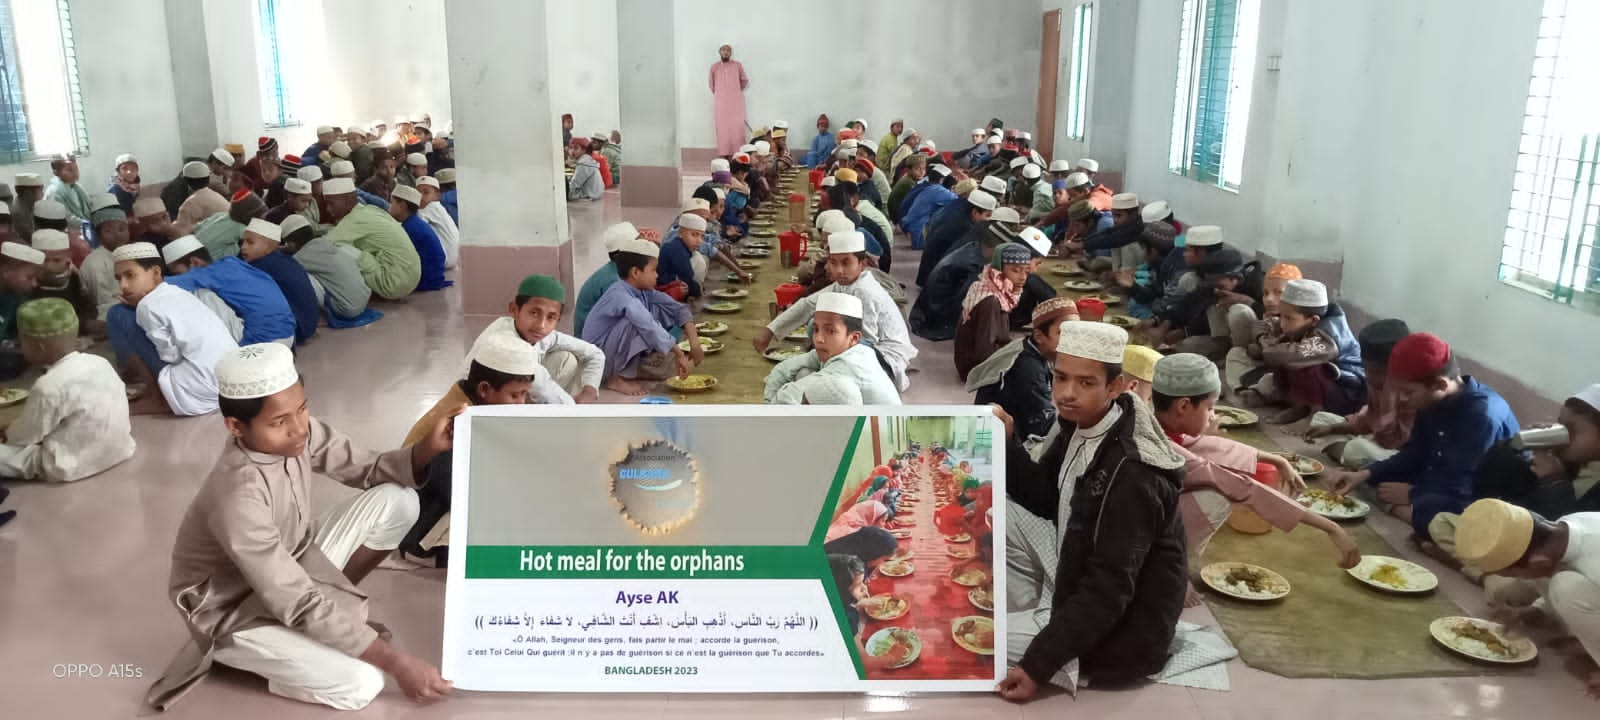 Association
Hot meal for the orphans
Ayse AK
(( اللَّهُمَّ رَبَّ النَّاسِ، أَذْهِبِ البَأْسَ، اشْفِ أَنْتَ الشَّافِي، لَا شفَاءَ إِلَّا شِفَاءُكَ ))
«Ô Allah, Seigneur des gens, fais partir le mal ; accorde la guérison,
c'est Toi Celui Qui guérit ;il n'y a pas de guérison si ce n'est la guérison que Tu accordes»
BANGLADESH 2023
OPPO A15s